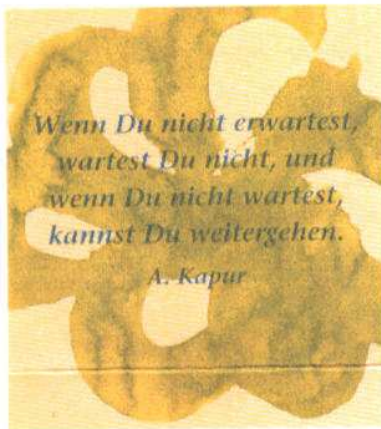 Wenn Du nicht erwartest,
wartest Du nicht, und
wenn Du nicht wartest,
kannst Du weitergehen.
A. Kapur